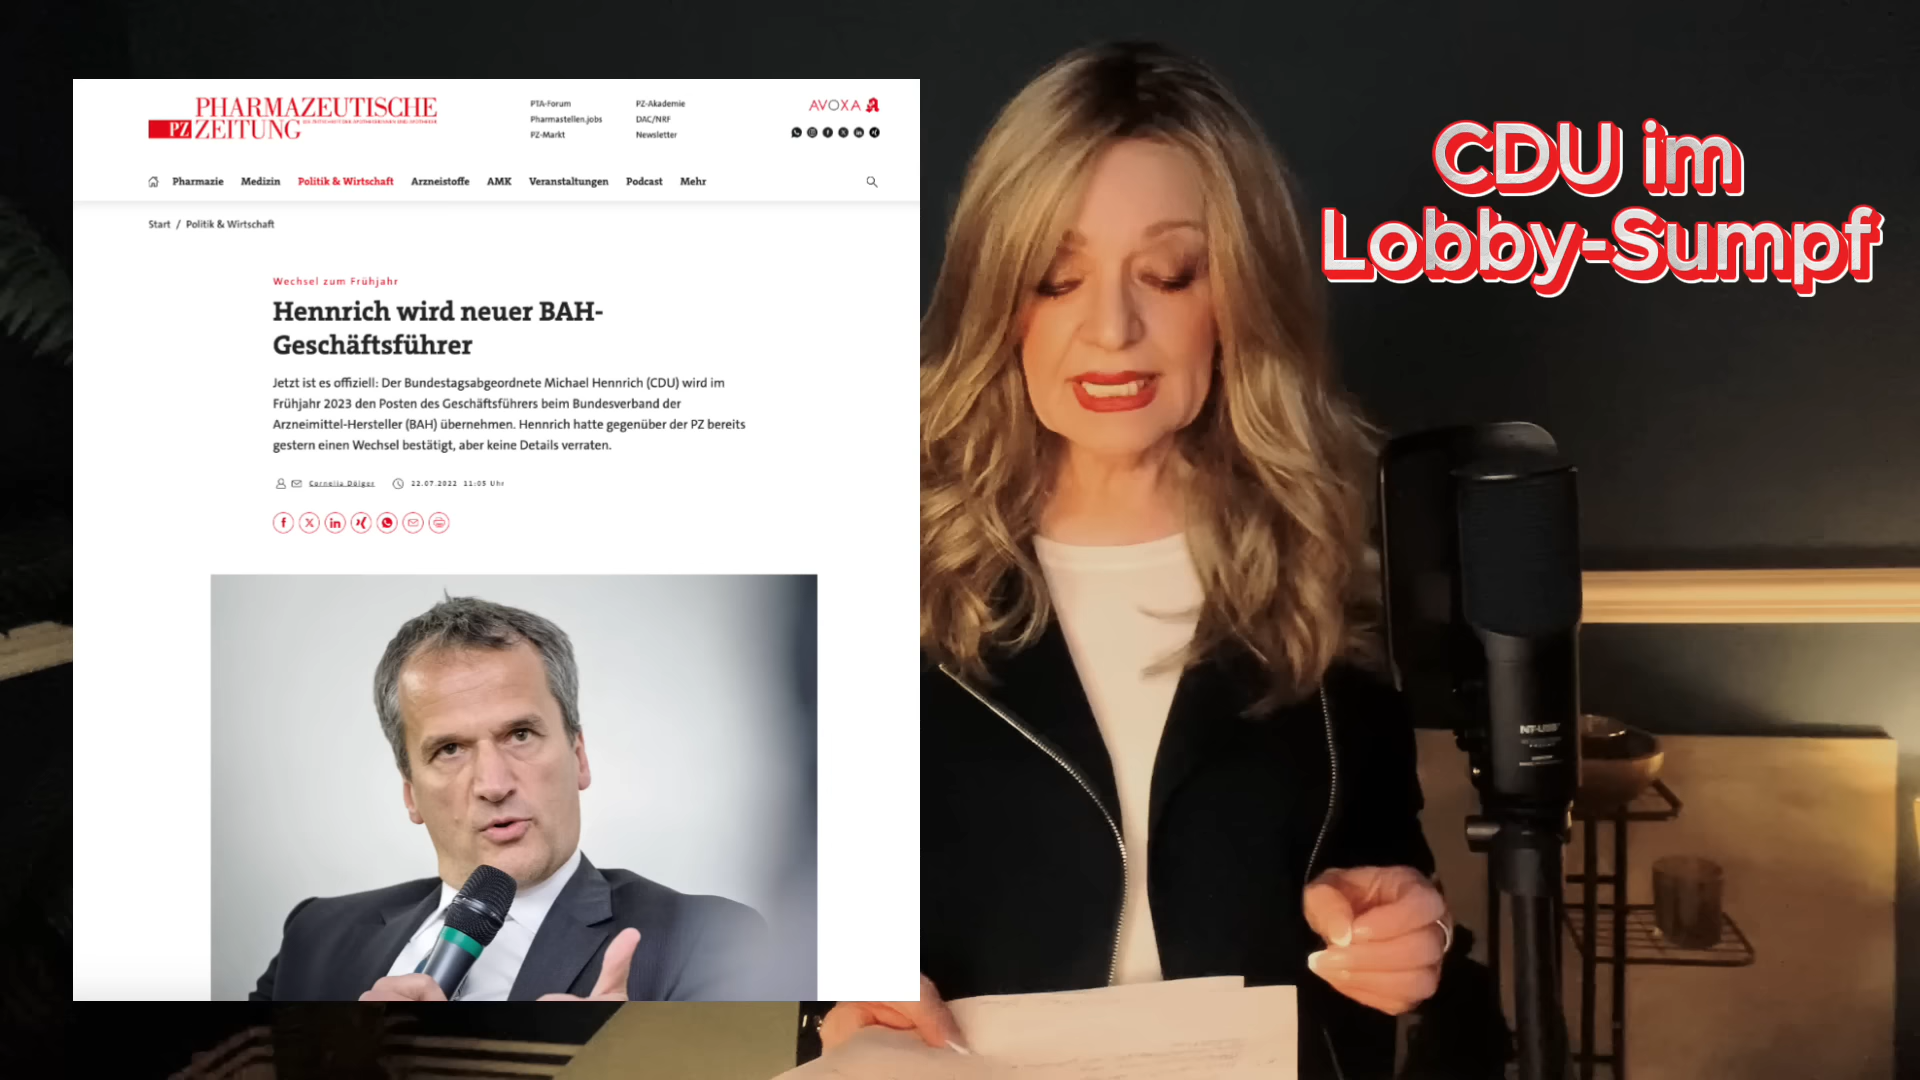 PHARMAZEUTISCHE
PZ ZEITUNG
PTA-Forum
Pharmastellen.jobs
PZ-Markt
PZ-Akademie
DAC/NRF
Newsletter
AVOXA
Pharmazie Medizin Politik & Wirtschaft Arzneistoffe AMK Veranstaltungen Podcast Mehr
Start / Politik & Wirtschaft
Wechsel zum Frühjahr
Hennrich wird neuer BAH-
Geschäftsführer
Jetzt ist es offiziell: Der Bundestagsabgeordnete Michael Hennrich (CDU) wird im
Frühjahr 2023 den Posten des Geschäftsführers beim Bundesverband der
Arzneimittel-Hersteller (BAH) übernehmen. Hennrich hatte gegenüber der PZ bereits
gestern einen Wechsel bestätigt, aber keine Details verraten.
Cornelia Dölger 22.07.2022 11:05 Uhr
CDU im
Lobby-Sumpf
NT-USB